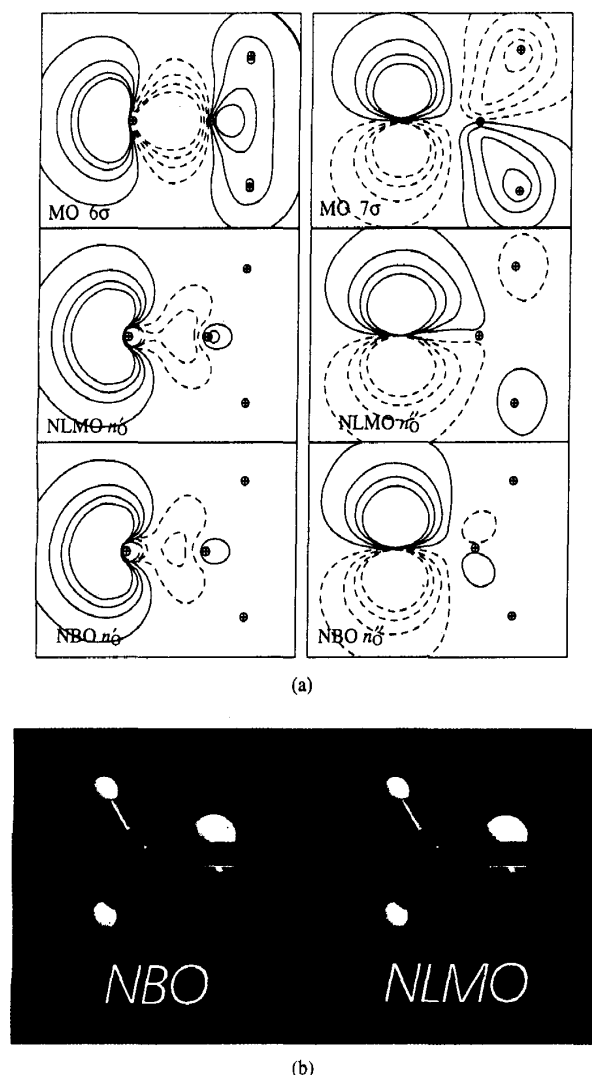 MO 6σ
MO 7σ
NLMO n′O
NLMO n″O
NBO n′O
NBO n″O
(a)
NBO
NLMO
(b)